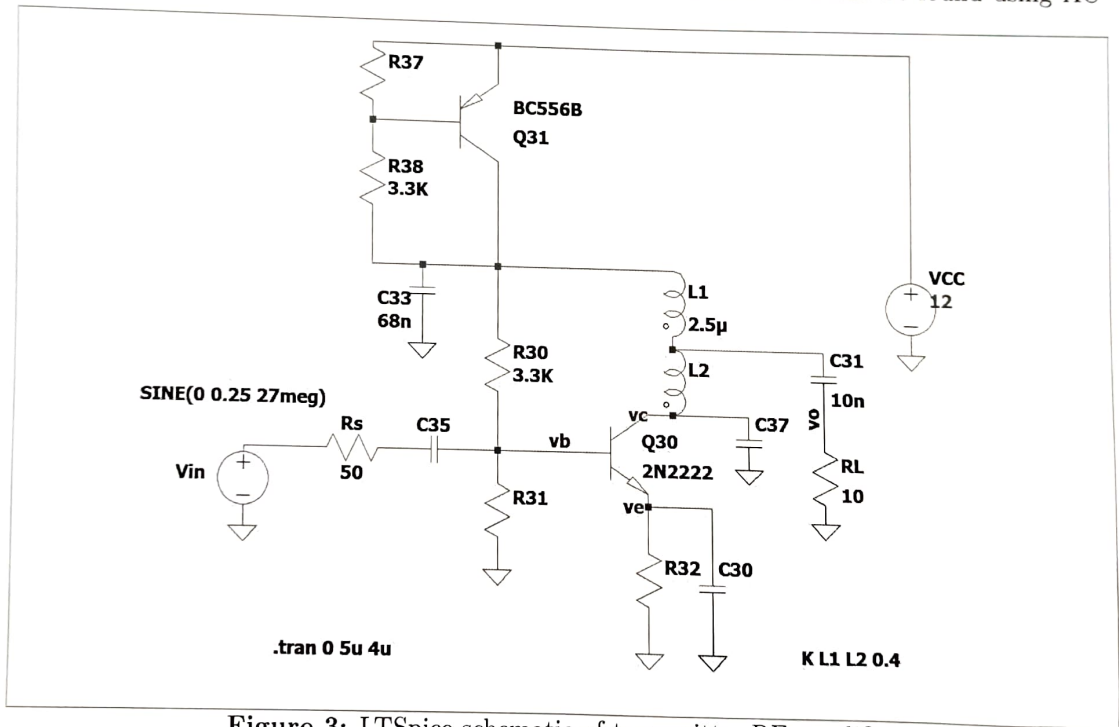 using
R37
BC556B
Q31
R38
3.3K
VCC
12
C33
68n
L1
2.5µ
R30
3.3K
L2
C31
10n
SINE(0 0.25 27meg)
Rs
50
C35
vb
vc
Q30
2N2222
C37
vo
RL
10
Vin
R31
ve
R32
C30
.tran 0 5u 4u
K L1 L2 0.4
Figure 3: LTSpice schematic of